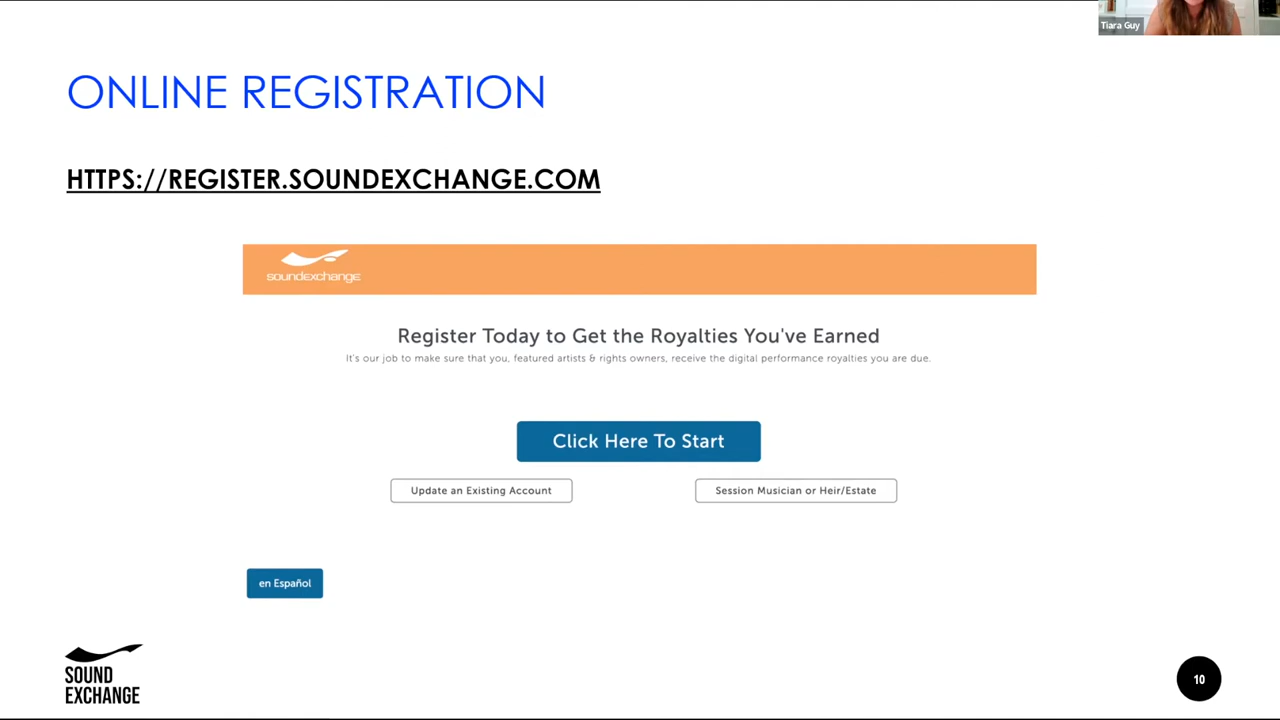 Tiara Guy
ONLINE REGISTRATION
HTTPS://REGISTER.SOUNDEXCHANGE.COM
soundexchange
Register Today to Get the Royalties You've Earned
It's our job to make sure that you, featured artists & rights owners, receive the digital performance royalties you are due.
Click Here To Start
Update an Existing Account
Session Musician or Heir/Estate
en Español
SOUND
EXCHANGE
10